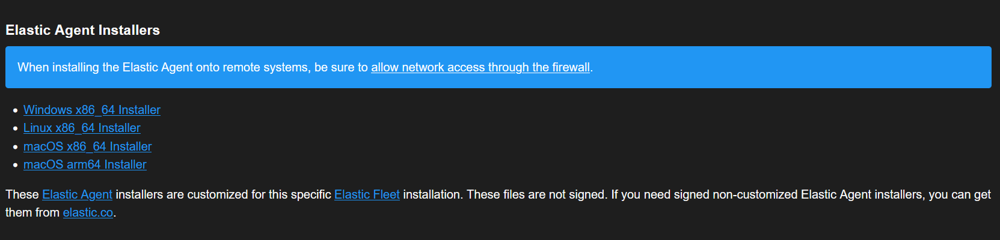 Elastic Agent Installers
When installing the Elastic Agent onto remote systems, be sure to allow network access through the firewall.
• Windows x86_64 Installer
• Linux x86_64 Installer
• macOS x86_64 Installer
• macOS arm64 Installer
These Elastic Agent installers are customized for this specific Elastic Fleet installation. These files are not signed. If you need signed non-customized Elastic Agent installers, you can get
them from elastic.co.